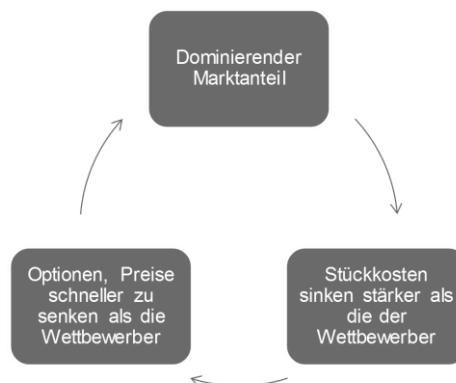 Dominierender
Marktanteil
Stückkosten
sinken stärker als
die der
Wettbewerber
Optionen, Preise
schneller zu
senken als die
Wettbewerber